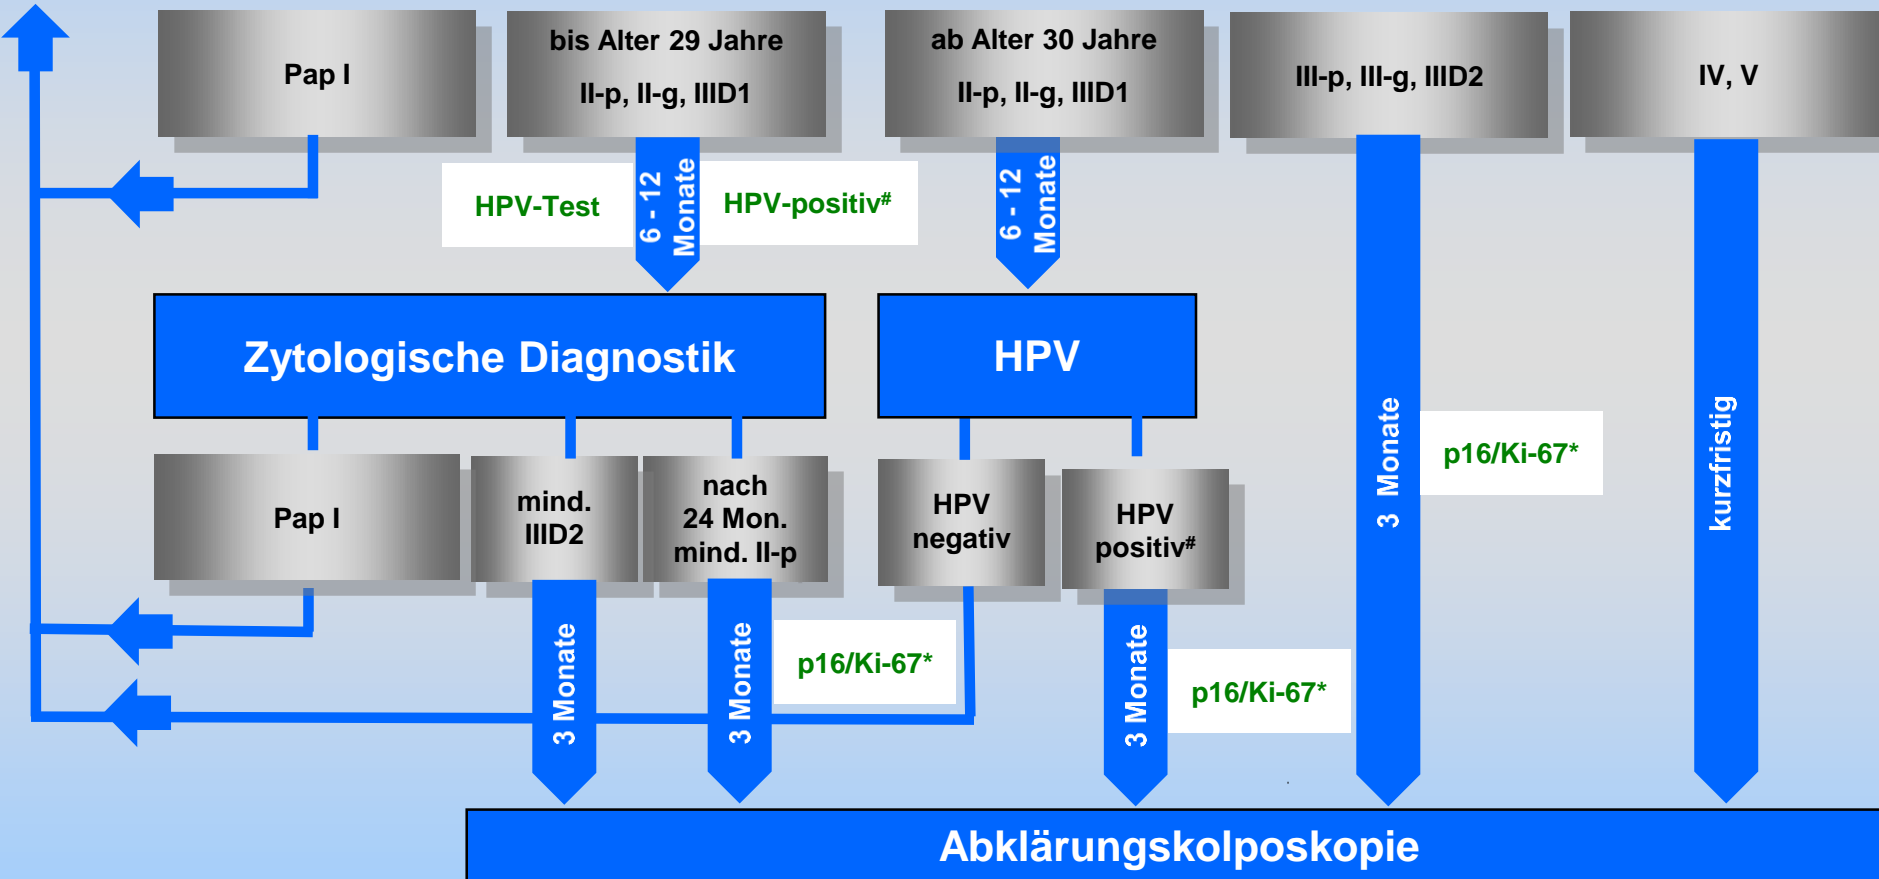 Pap I
bis Alter 29 Jahre
II-p, II-g, IIID1
ab Alter 30 Jahre
II-p, II-g, IIID1
III-p, III-g, IIID2
IV, V
HPV-Test
6 - 12
Monate
HPV-positiv#
6 - 12
Monate
Zytologische Diagnostik
HPV
3 Monate
p16/Ki-67*
kurzfristig
Pap I
mind.
IIID2
nach
24 Mon.
mind. II-p
HPV
negativ
HPV
positiv#
3 Monate
3 Monate
p16/Ki-67*
3 Monate
p16/Ki-67*
Abklärungskolposkopie